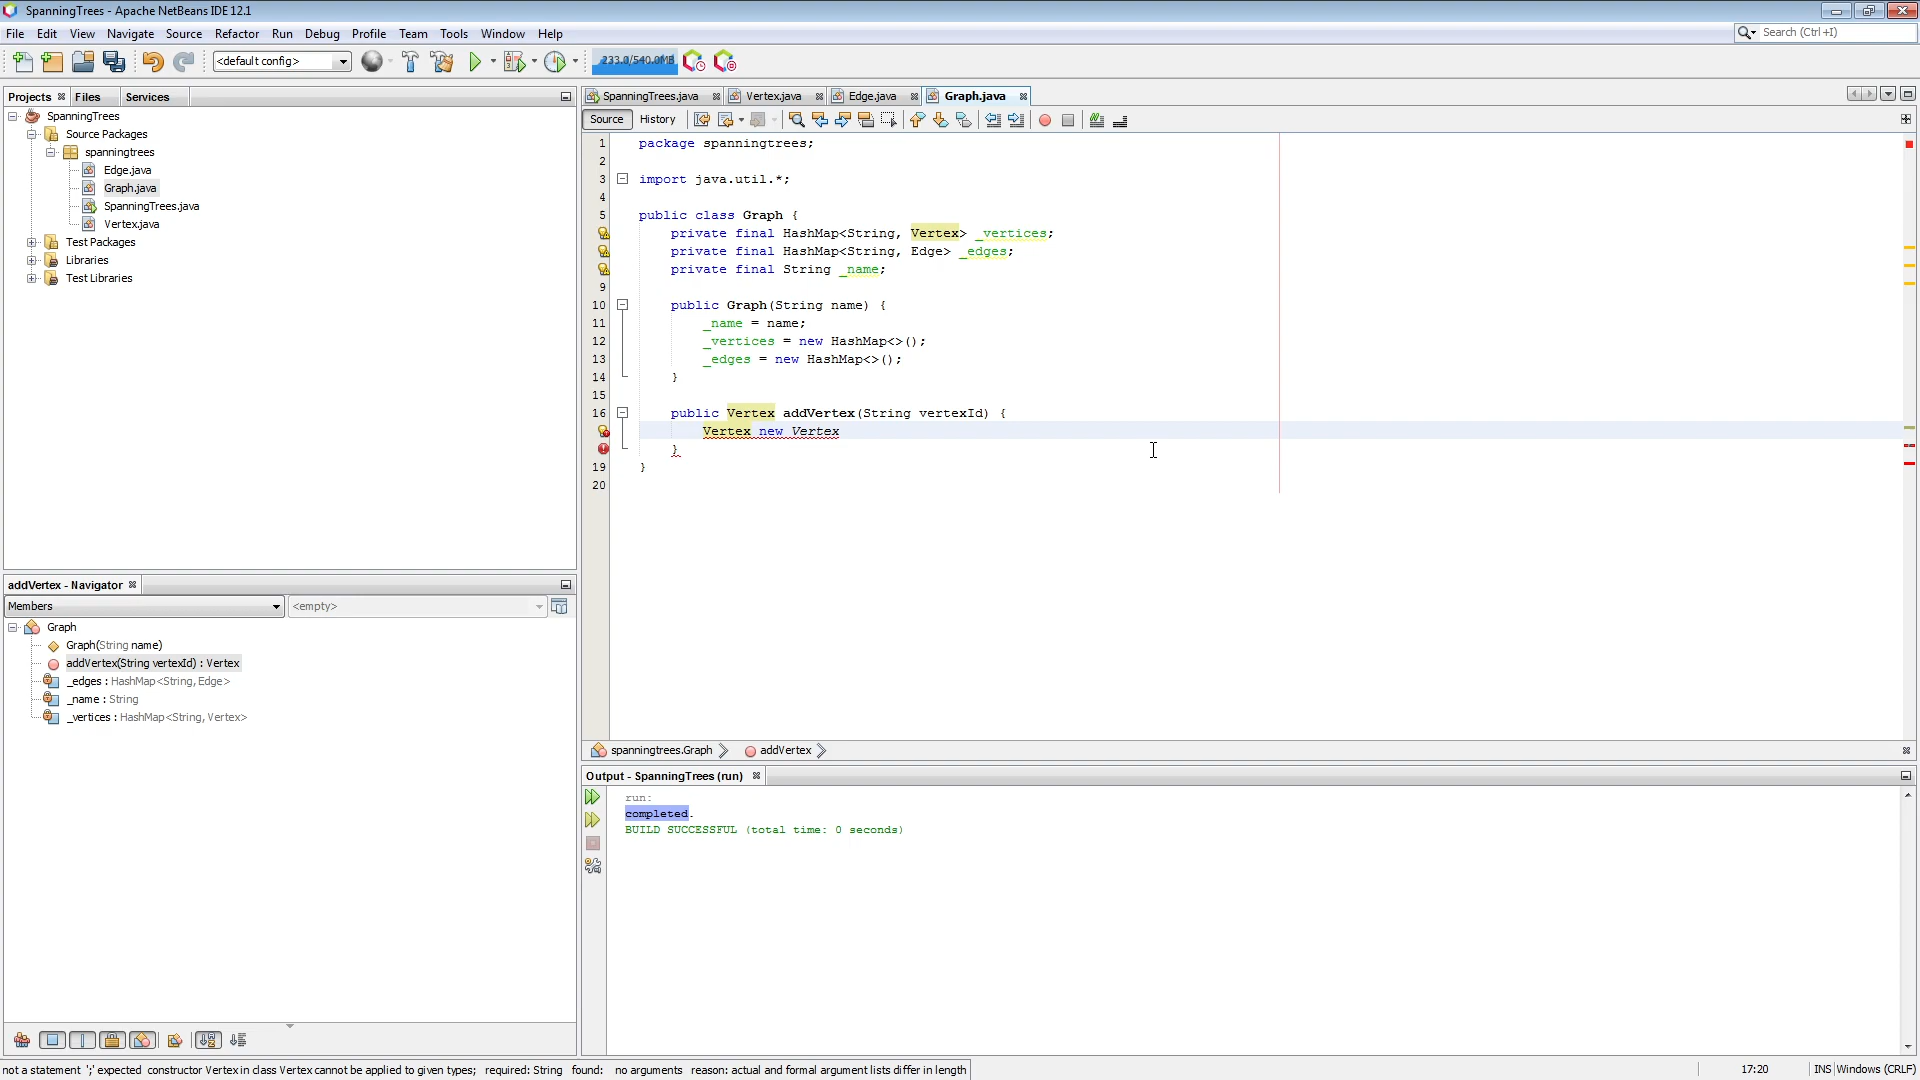 SpanningTrees - Apache NetBeans IDE 12.1
File Edit View Navigate Source Refactor Run Debug Profile Team Tools Window Help
Search (Ctrl+I)
<default config>
233.0/540.0MB
Projects Files Services
SpanningTrees
Source Packages
spanningtrees
Edge.java
Graph.java
SpanningTrees.java
Vertex.java
Test Packages
Libraries
Test Libraries
addVertex - Navigator
Members <empty>
Graph
Graph(String name)
addVertex(String vertexId) : Vertex
_edges : HashMap<String, Edge>
_name : String
_vertices : HashMap<String, Vertex>
SpanningTrees.java Vertex.java Edge.java Graph.java
Source History
1 package spanningtrees;
2
3 import java.util.*;
4
5 public class Graph {
private final HashMap<String, Vertex> _vertices;
private final HashMap<String, Edge> _edges;
private final String _name;
9
10 public Graph(String name) {
11 _name = name;
12 _vertices = new HashMap<>();
13 _edges = new HashMap<>();
14 }
15
16 public Vertex addVertex(String vertexId) {
Vertex new Vertex
}
19 }
20
spanningtrees.Graph addVertex
Output - SpanningTrees (run)
run:
completed.
BUILD SUCCESSFUL (total time: 0 seconds)
not a statement ';' expected constructor Vertex in class Vertex cannot be applied to given types; required: String found: no arguments reason: actual and formal argument lists differ in length
17:20 INS Windows (CRLF)